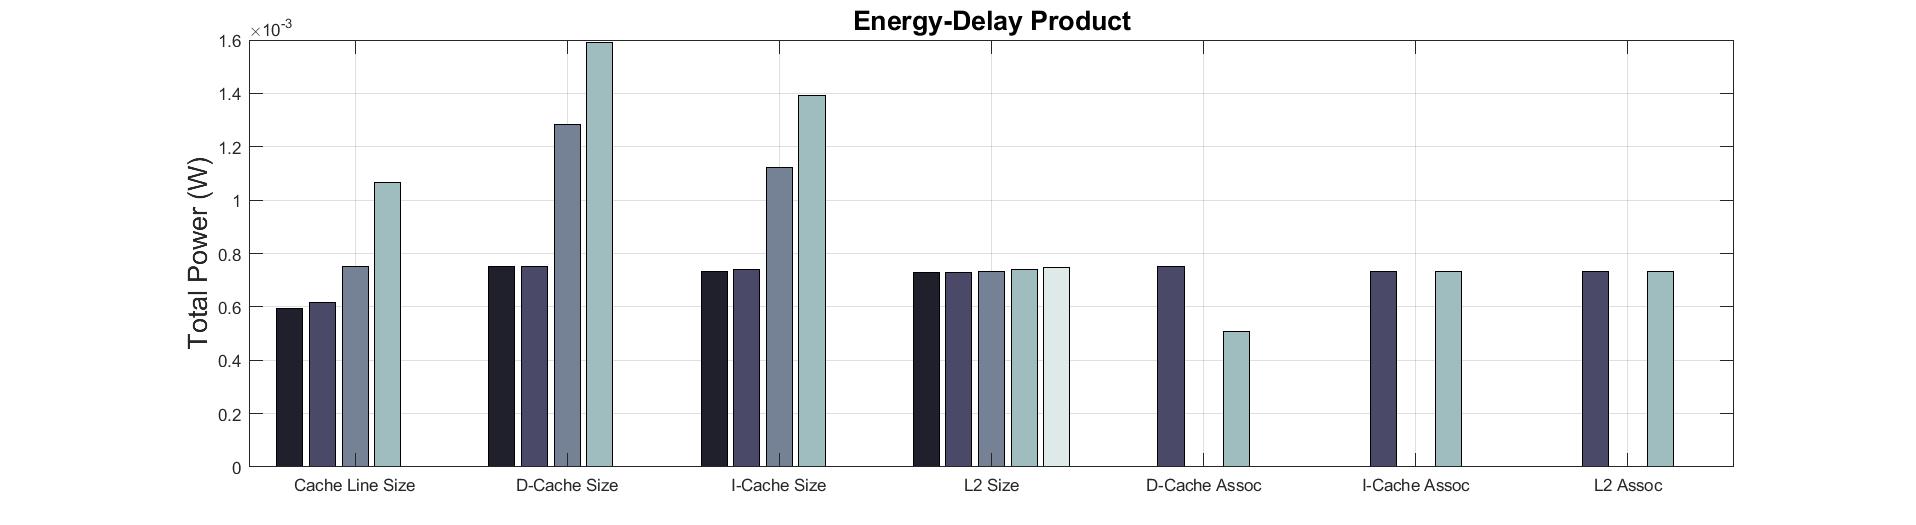 Energy-Delay Product
×10-3
Total Power (W)
1.6
1.4
1.2
1
0.8
0.6
0.4
0.2
0
Cache Line Size
D-Cache Size
I-Cache Size
L2 Size
D-Cache Assoc
I-Cache Assoc
L2 Assoc